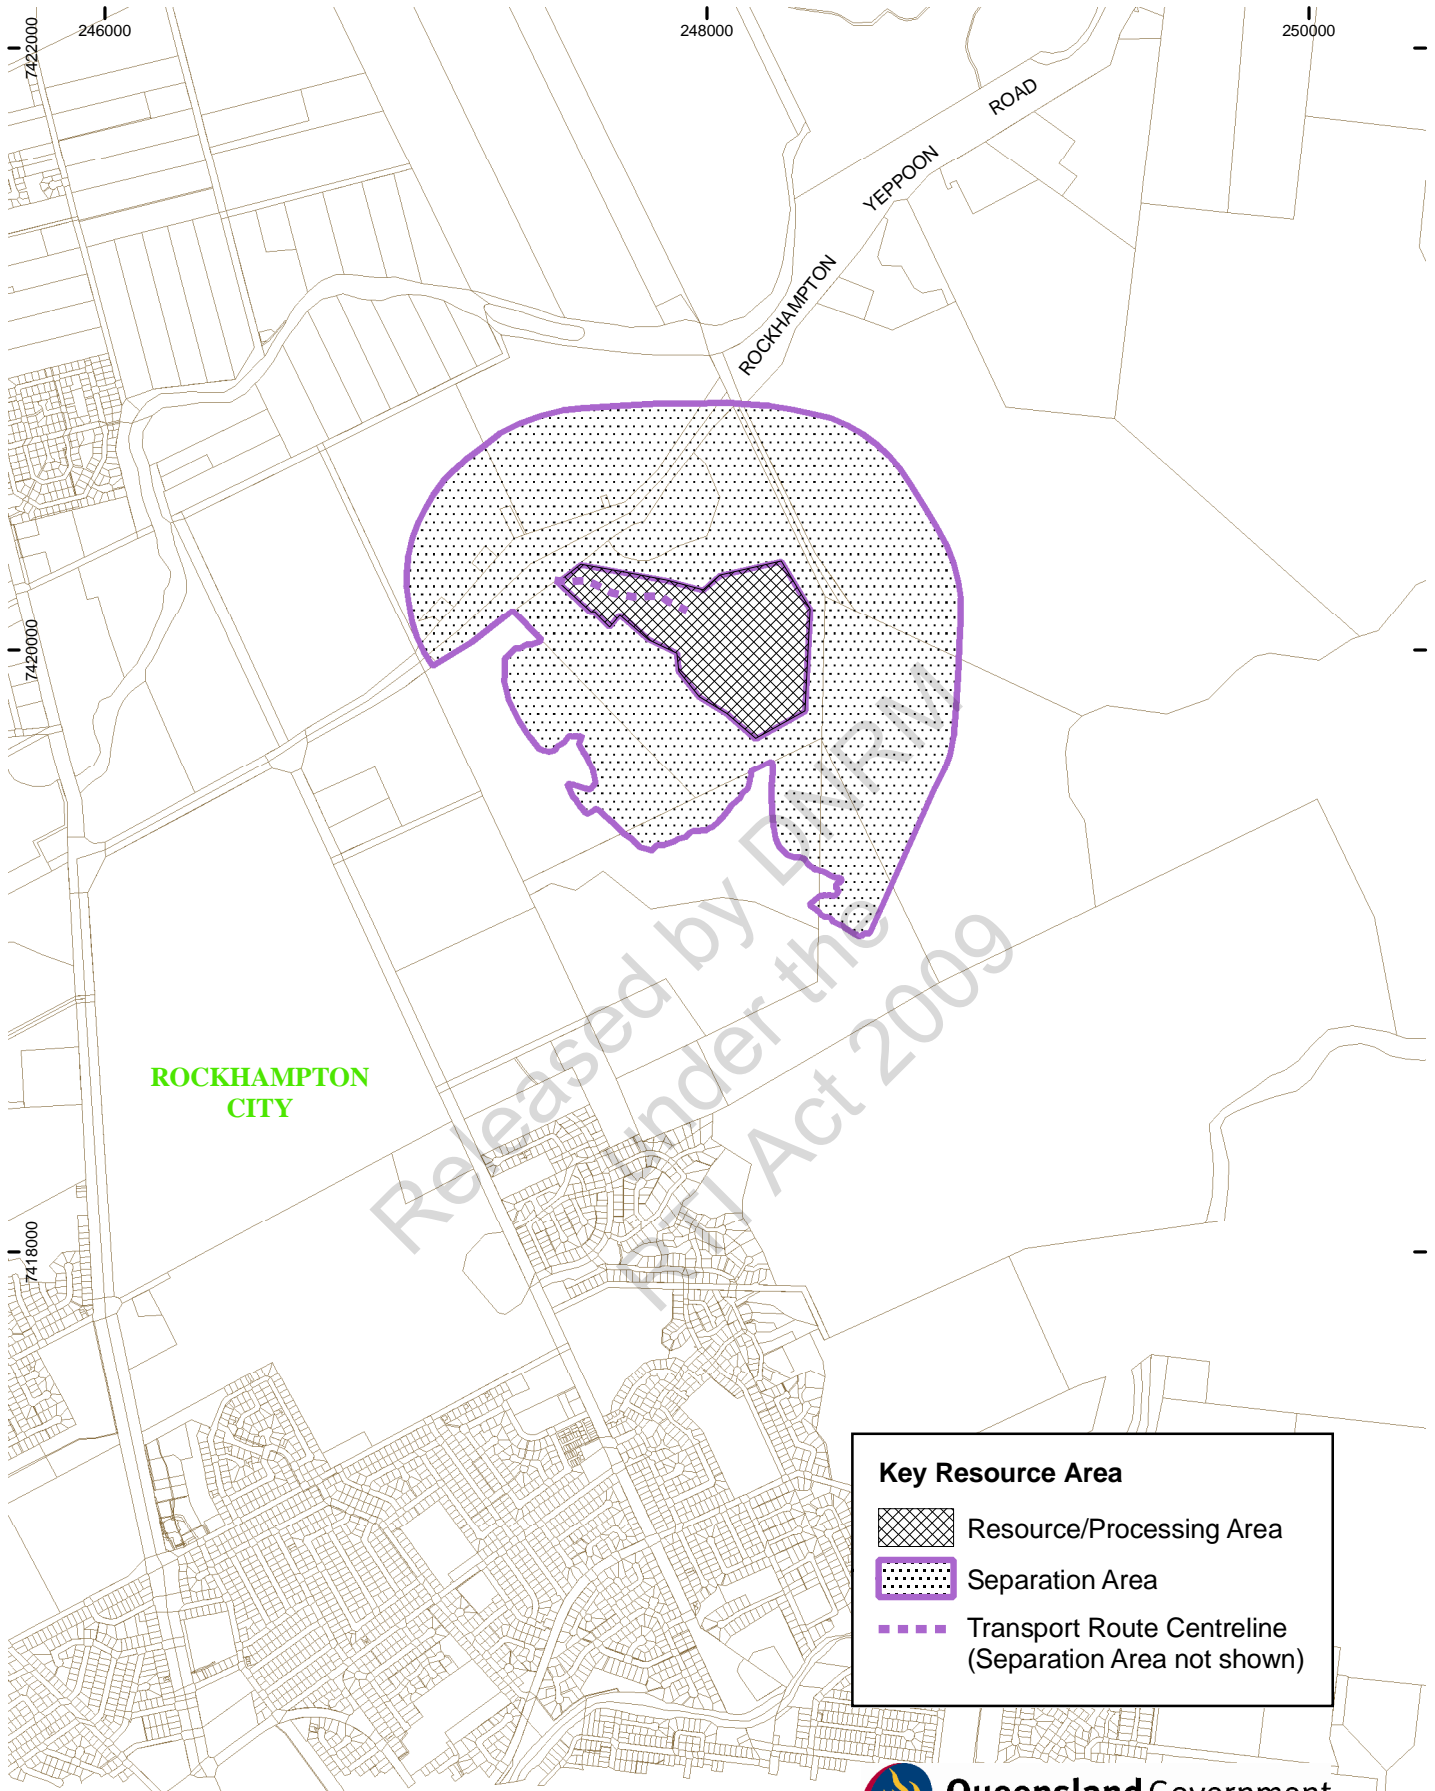 246000
248000
250000
7422000
7420000
7418000
ROCKHAMPTON YEPPOON ROAD
ROCKHAMPTON
CITY
Released by DNRM
under the
RTI Act 2009
Key Resource Area
Resource/Processing Area
Separation Area
Transport Route Centreline
(Separation Area not shown)
Queensland Government